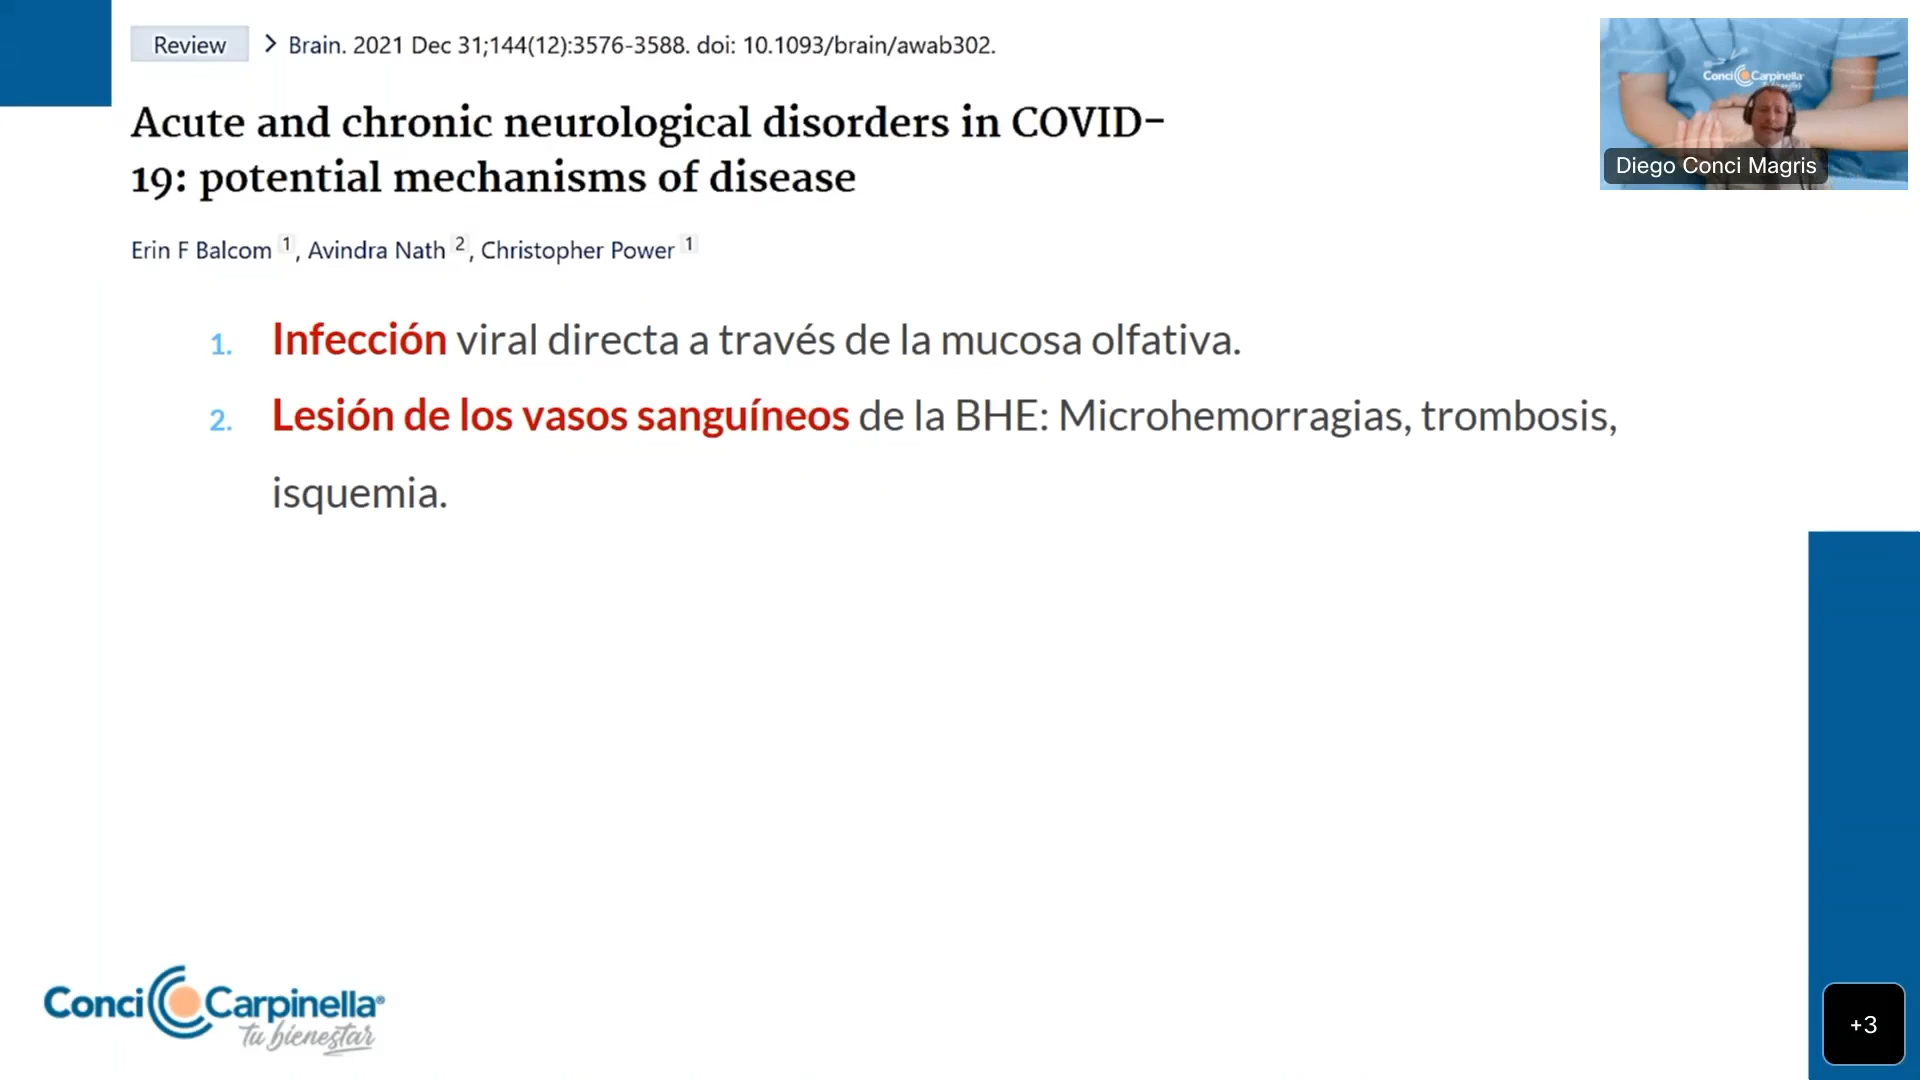 Review > Brain. 2021 Dec 31;144(12):3576-3588. doi: 10.1093/brain/awab302.
Acute and chronic neurological disorders in COVID-
19: potential mechanisms of disease
Erin F Balcom 1, Avindra Nath 2, Christopher Power 1
Conci Carpinella
Diego Conci Magris
1. Infección viral directa a través de la mucosa olfativa.
2. Lesión de los vasos sanguíneos de la BHE: Microhemorragias, trombosis,
isquemia.
Conci Carpinella®
Tu bienestar
+3